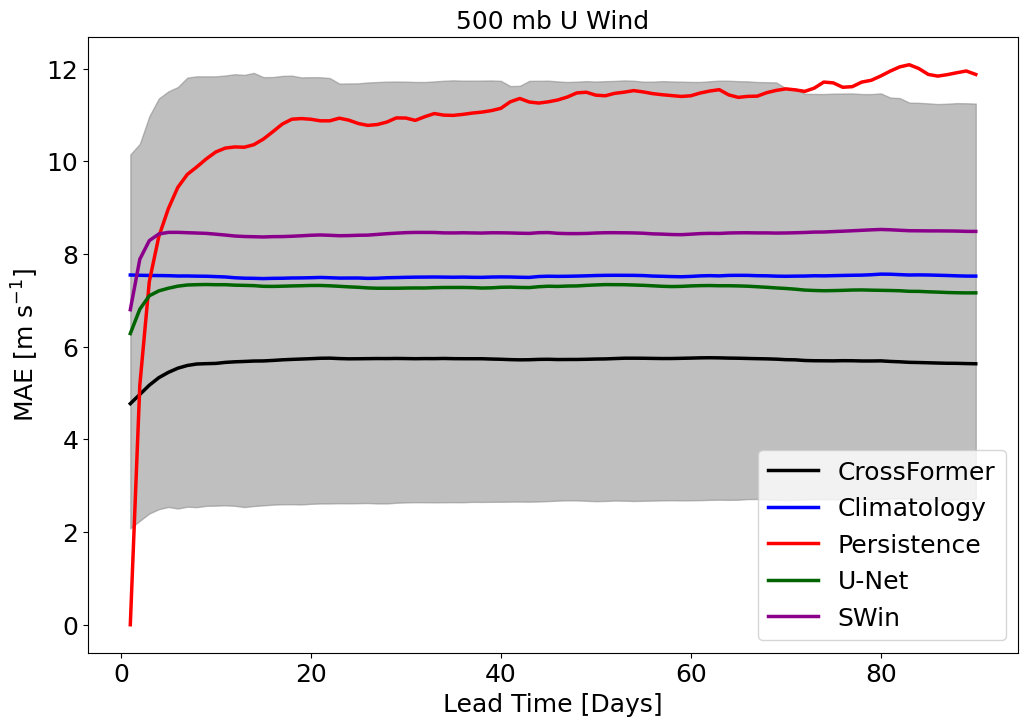 500 mb U Wind
MAE [m s⁻¹]
12
10
8
6
4
2
0
0 20 40 60 80
Lead Time [Days]
CrossFormer
Climatology
Persistence
U-Net
SWin